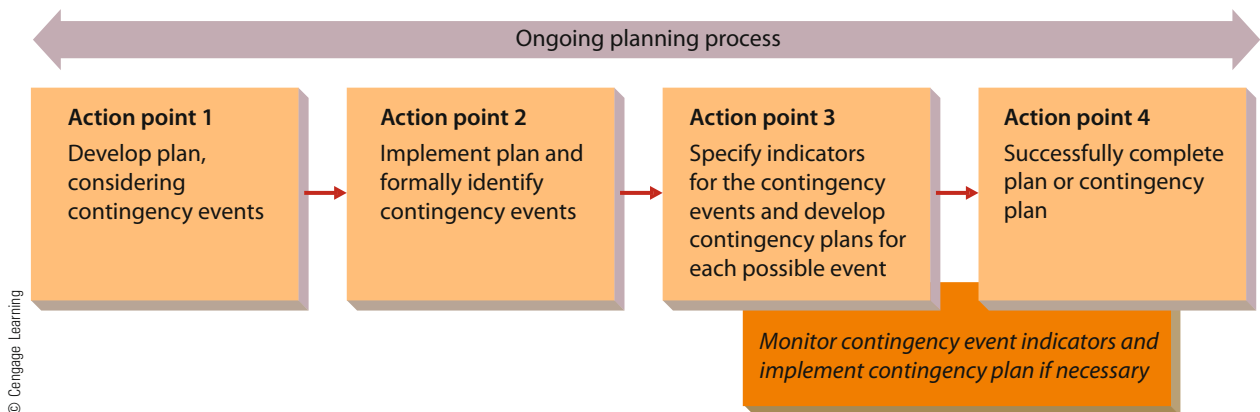 Ongoing planning process
Action point 1
Develop plan,
considering
contingency events
Action point 2
Implement plan and
formally identify
contingency events
Action point 3
Specify indicators
for the contingency
events and develop
contingency plans for
each possible event
Action point 4
Successfully complete
plan or contingency
plan
Monitor contingency event indicators and
implement contingency plan if necessary
© Cengage Learning